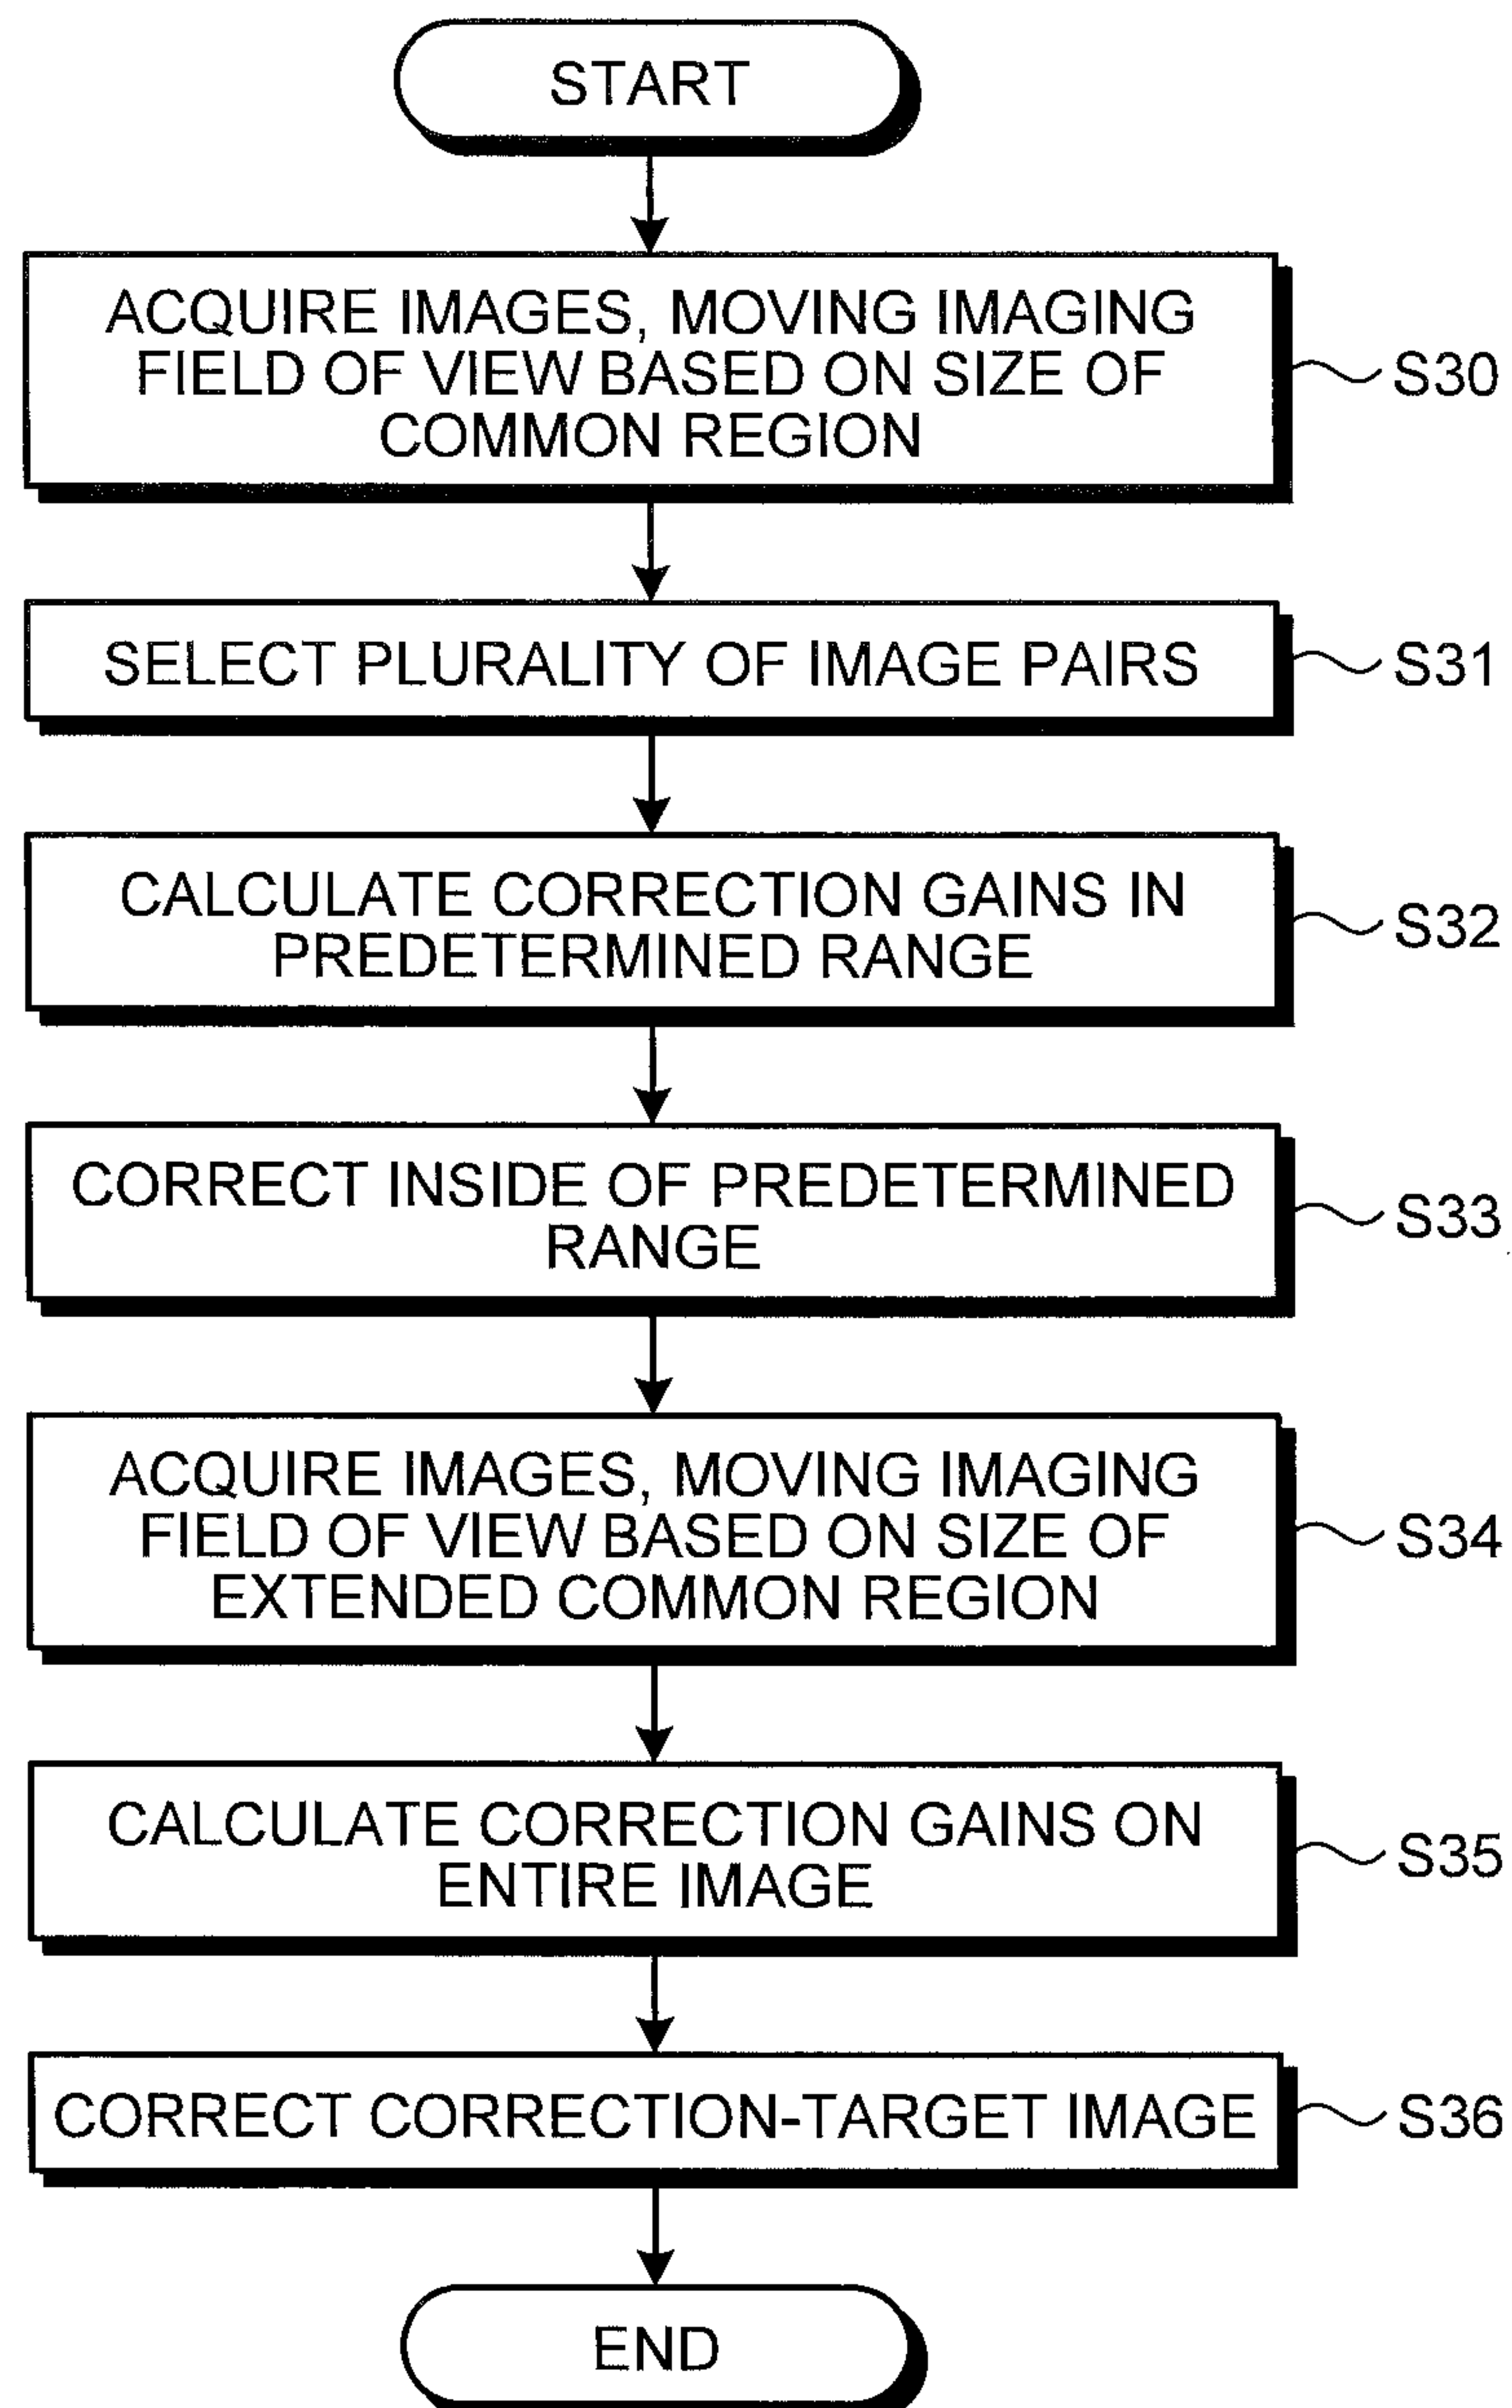 START
ACQUIRE IMAGES, MOVING IMAGING
FIELD OF VIEW BASED ON SIZE OF
COMMON REGION
S30
SELECT PLURALITY OF IMAGE PAIRS
S31
CALCULATE CORRECTION GAINS IN
PREDETERMINED RANGE
S32
CORRECT INSIDE OF PREDETERMINED
RANGE
S33
ACQUIRE IMAGES, MOVING IMAGING
FIELD OF VIEW BASED ON SIZE OF
EXTENDED COMMON REGION
S34
CALCULATE CORRECTION GAINS ON
ENTIRE IMAGE
S35
CORRECT CORRECTION-TARGET IMAGE
S36
END